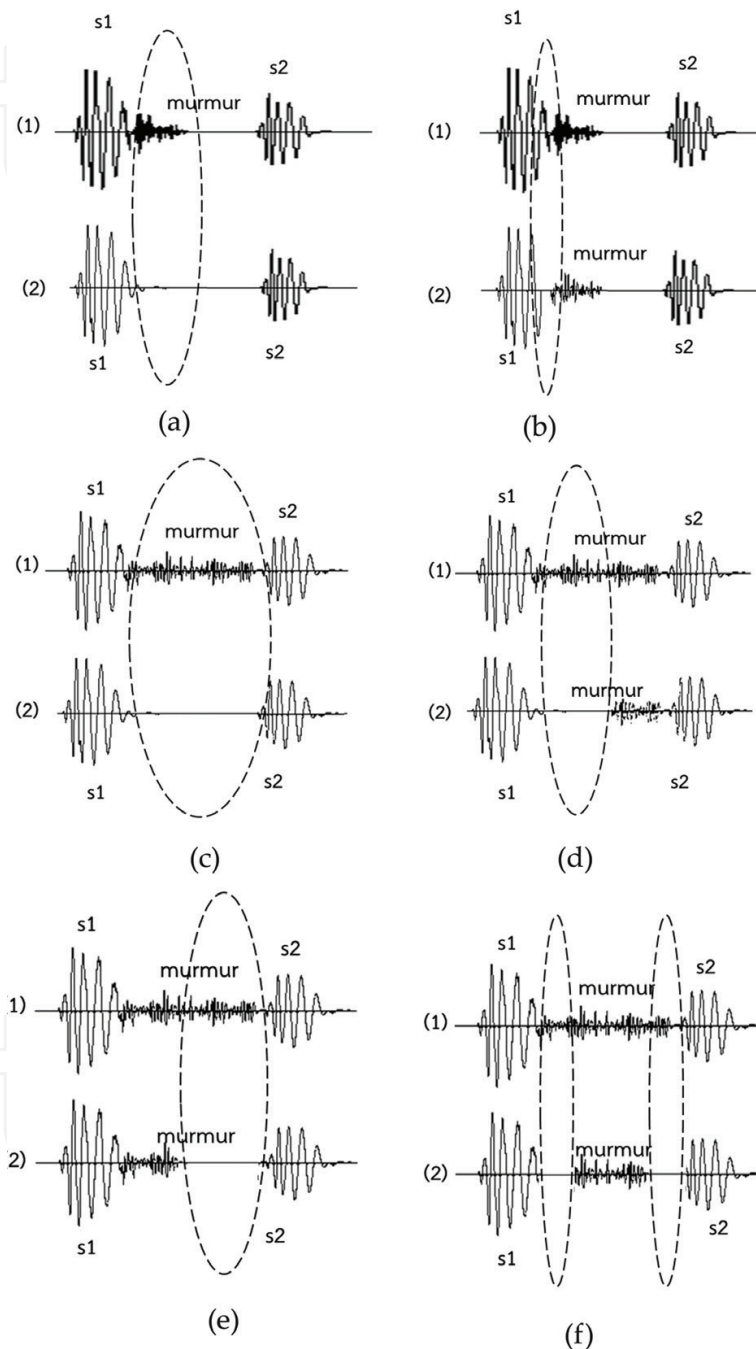 s1
murmur
s2
(1)
(2)
s1
s2
(a)
s1
murmur
s2
(1)
murmur
(2)
s1
s2
(b)
s1
murmur
s2
(1)
(2)
s1
s2
(c)
s1
murmur
s2
(1)
murmur
(2)
s1
s2
(d)
s1
murmur
s2
1)
murmur
2)
s1
s2
(e)
s1
murmur
s2
(1)
murmur
(2)
s1
s2
(f)